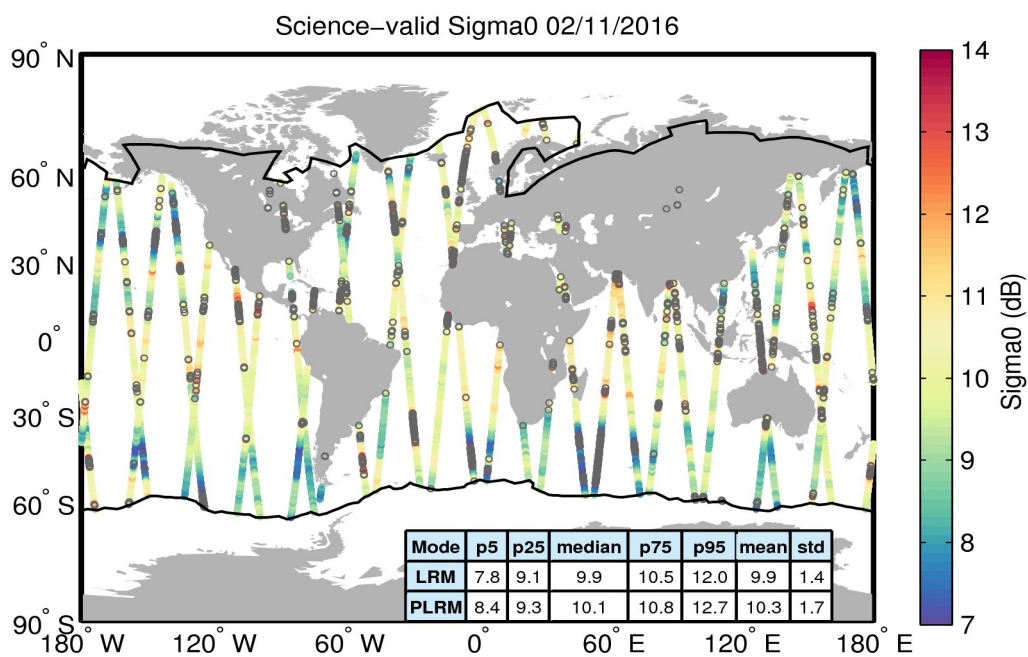 Science−valid Sigma0 02/11/2016
90° N
60° N
30° N
0°
30° S
60° S
90° S
180° W
120° W
60° W
0°
60° E
120° E
180° E
14
13
12
11
10
9
8
7
Sigma0 (dB)
Mode p5 p25 median p75 p95 mean std
LRM 7.8 9.1 9.9 10.5 12.0 9.9 1.4
PLRM 8.4 9.3 10.1 10.8 12.7 10.3 1.7